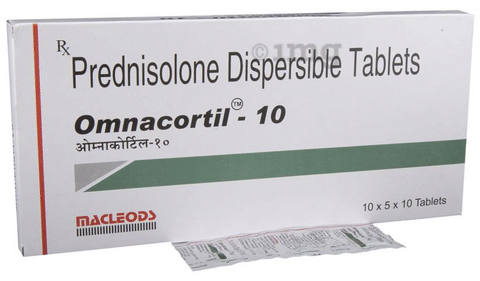 Rx
Prednisolone Dispersible Tablets
Omnacortil™ - 10
ओम्नाकोर्टिल-१०
MACLEODS
10 x 5 x 10 Tablets